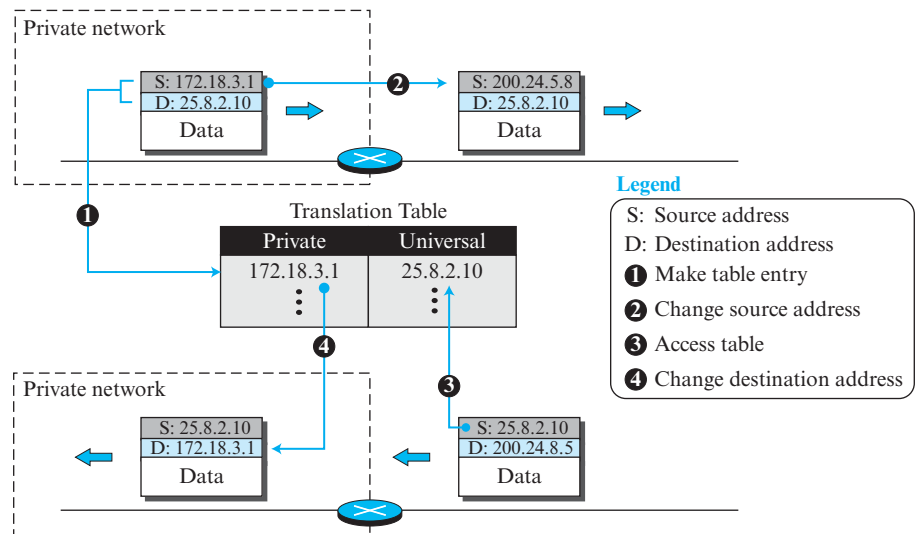 Private network
S: 172.18.3.1
D: 25.8.2.10
Data
2
S: 200.24.5.8
D: 25.8.2.10
Data
1
Translation Table
Private Universal
172.18.3.1 25.8.2.10
4
3
Legend
S: Source address
D: Destination address
1 Make table entry
2 Change source address
3 Access table
4 Change destination address
Private network
S: 25.8.2.10
D: 172.18.3.1
Data
S: 25.8.2.10
D: 200.24.8.5
Data